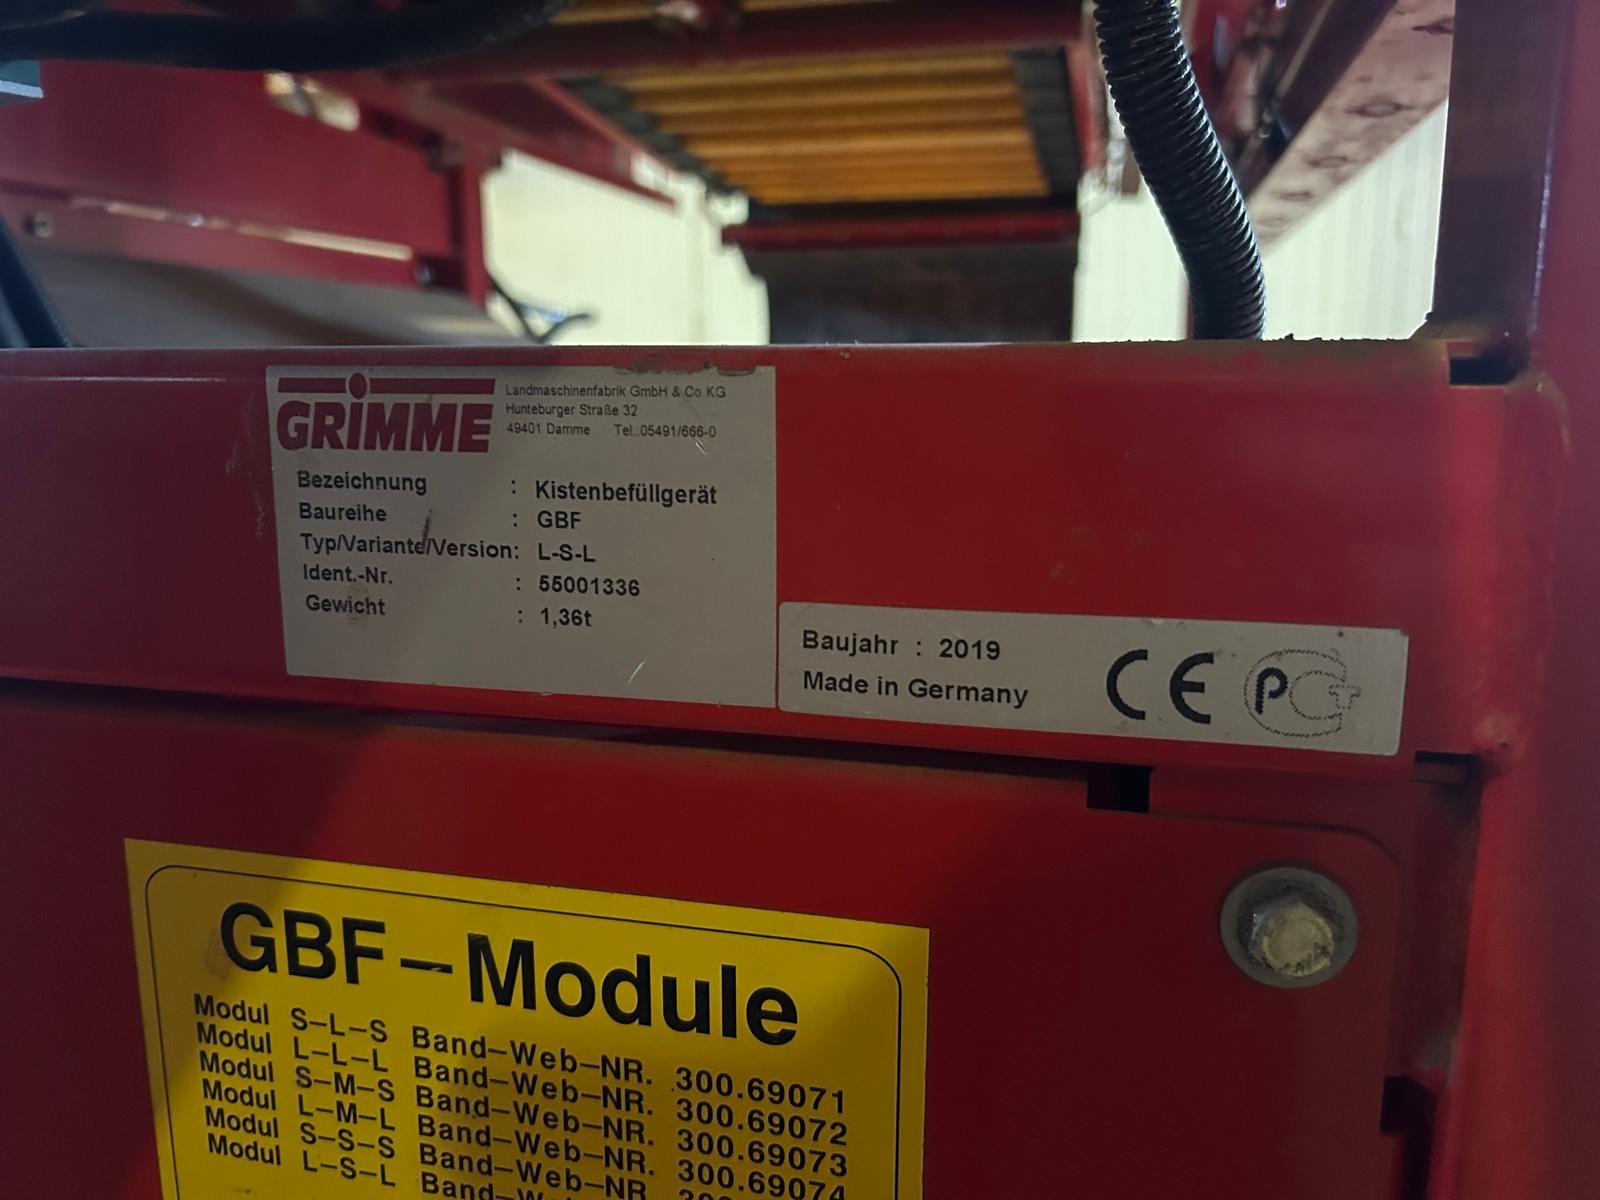 GRIMME
Landmaschinenfabrik GmbH & Co KG
Hunteburger Straße 32
49401 Damme Tel.:05491/666-0
Bezeichnung : Kistenbefüllgerät
Baureihe : GBF
Typ/Variante/Version: L-S-L
Ident.-Nr. : 55001336
Gewicht : 1,36t
Baujahr : 2019
Made in Germany
CE PCT
GBF–Module
Modul S–L–S Band–Web–NR. 300.69071
Modul L–L–L Band–Web–NR. 300.69072
Modul S–M–S Band–Web–NR. 300.69073
Modul L–M–L Band–Web–NR. 300.69074
Modul S–S–S Band–Web–NR
Modul L–S–L Band–Web